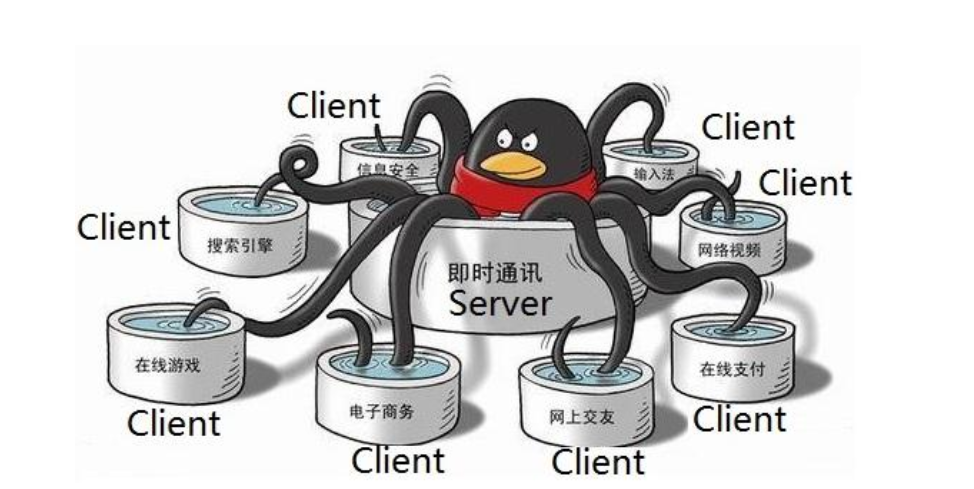 Client
信息安全
Client
输入法
Client
Client
搜索引擎
网络视频
即时通讯
Server
在线游戏
在线支付
Client
电子商务
网上交友
Client
Client
Client